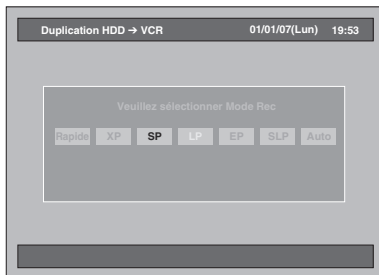 Duplication HDD → VCR 01/01/07(Lun) 19:53
Veuillez sélectionner Mode Rec
Rapide XP SP LP EP SLP Auto